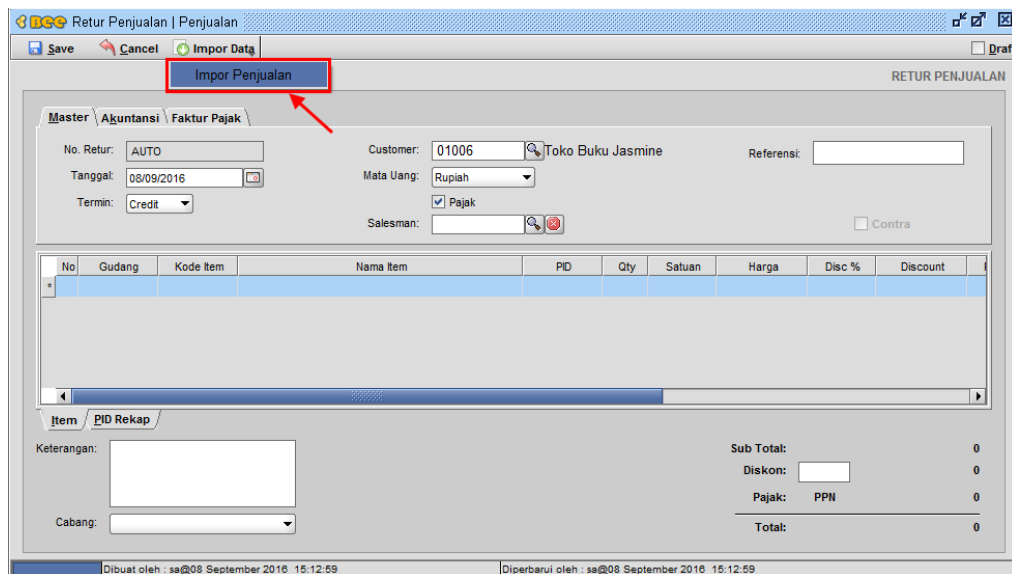 BEE Retur Penjualan | Penjualan
Save Cancel Impor Data Draf
Impor Penjualan
RETUR PENJUALAN
Master Akuntansi Faktur Pajak
No. Retur: AUTO Customer: 01006 Toko Buku Jasmine Referensi:
Tanggal: 08/09/2016 Mata Uang: Rupiah
Termin: Credit Pajak
Salesman: Contra
No Gudang Kode Item Nama Item PID Qty Satuan Harga Disc % Discount
*
Item PID Rekap
Keterangan: Sub Total: 0
Diskon: 0
Pajak: PPN 0
Cabang: Total: 0
Dibuat oleh : sa@08 September 2016 15:12:59 Diperbarui oleh : sa@08 September 2016 15:12:59